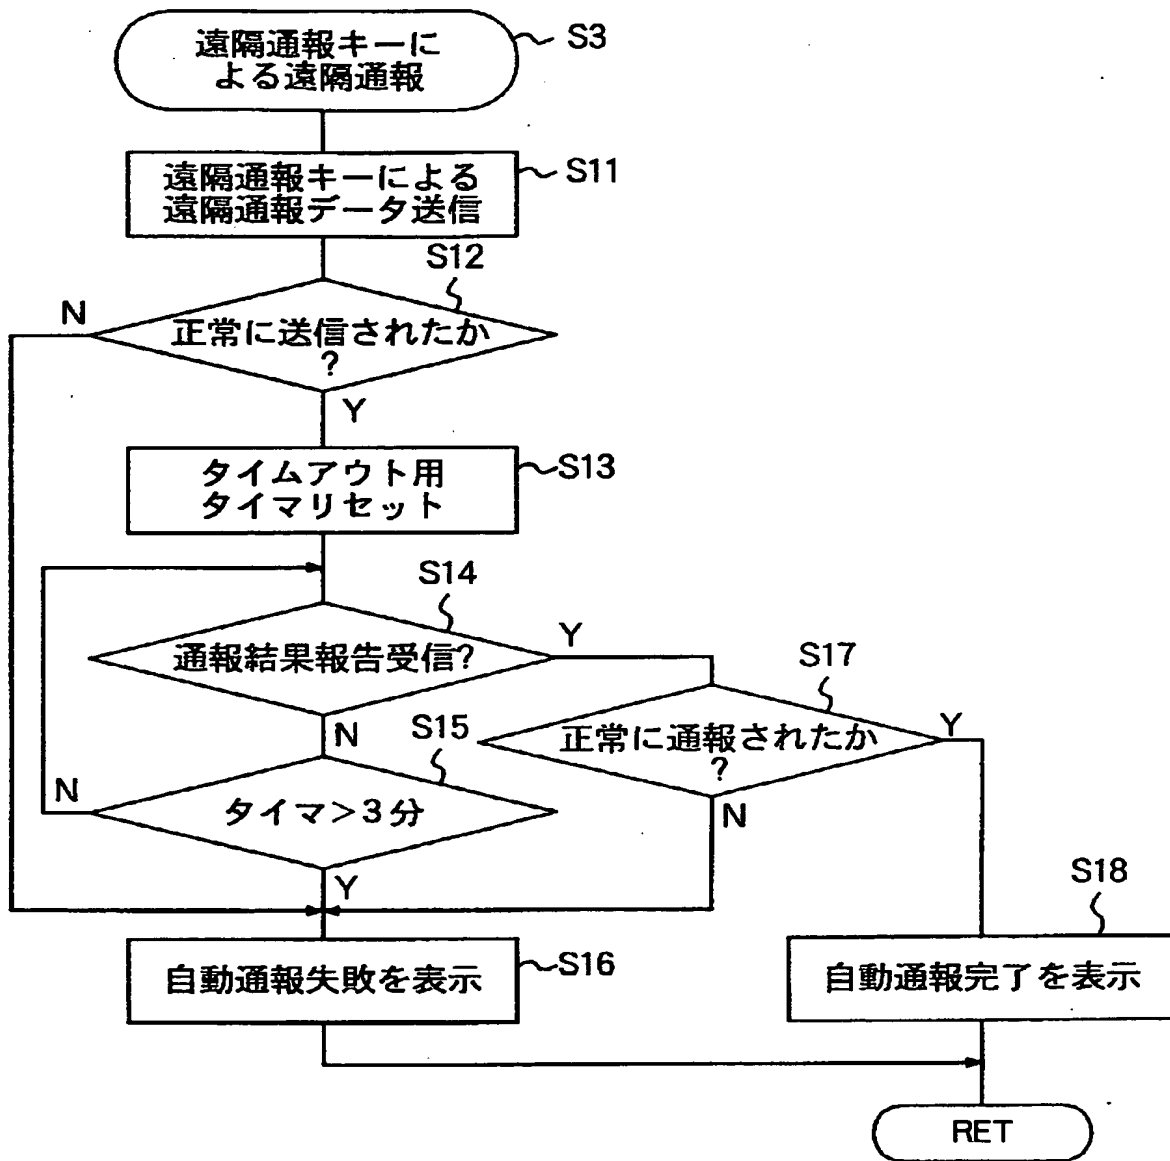 遠隔通報キーに
よる遠隔通報
S3
遠隔通報キーによる
遠隔通報データ送信
S11
S12
N
正常に送信されたか
?
Y
タイムアウト用
タイマリセット
S13
S14
通報結果報告受信?
Y
N
S17
正常に通報されたか
?
Y
N
S15
N
タイマ>3分
Y
自動通報失敗を表示
S16
S18
自動通報完了を表示
RET